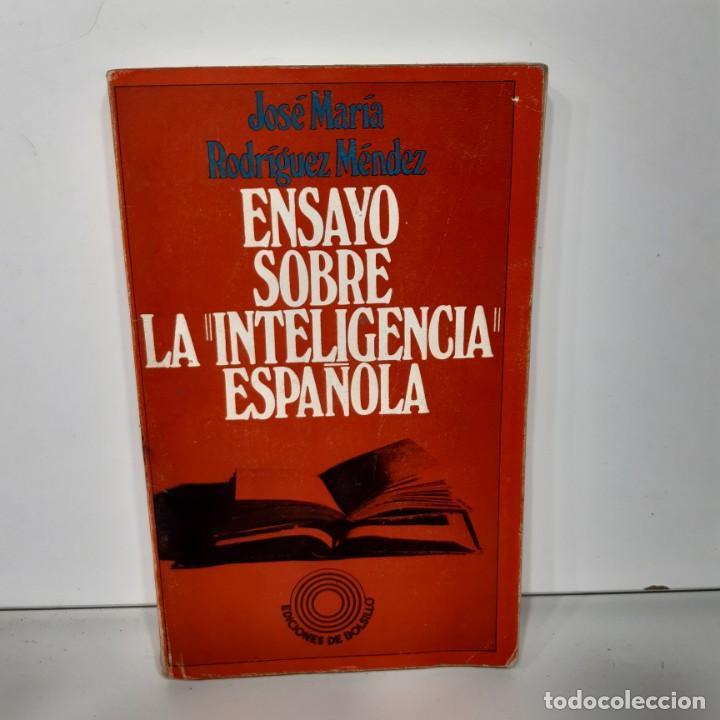 José María
Rodríguez Méndez
ENSAYO
SOBRE
LA "INTELIGENCIA"
ESPAÑOLA
EDICIONES DE BOLSILLO
todocoleccion